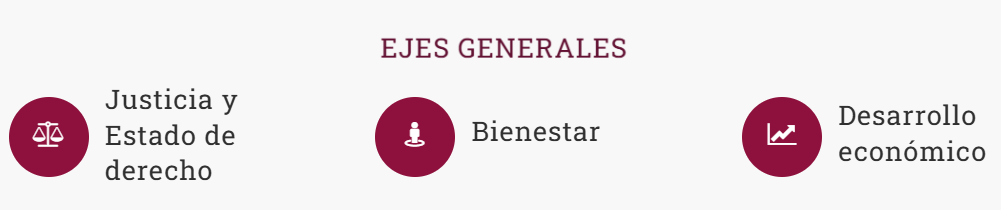 EJES GENERALES
Justicia y
Estado de
derecho
Bienestar
Desarrollo
económico